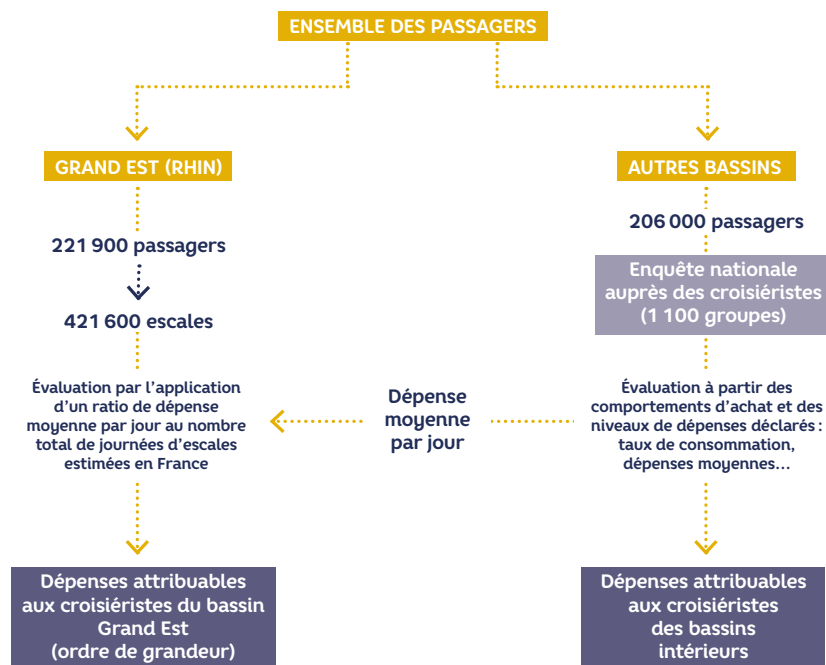 ENSEMBLE DES PASSAGERS
GRAND EST (RHIN)
221 900 passagers
421 600 escales
Évaluation par l’application
d’un ratio de dépense
moyenne par jour au nombre
total de journées d’escales
estimées en France
Dépenses attribuables
aux croisiéristes du bassin
Grand Est
(ordre de grandeur)
Dépense
moyenne
par jour
AUTRES BASSINS
206 000 passagers
Enquête nationale
auprès des croisiéristes
(1 100 groupes)
Évaluation à partir des
comportements d’achat et des
niveaux de dépenses déclarés :
taux de consommation,
dépenses moyennes…
Dépenses attribuables
aux croisiéristes
des bassins
intérieurs